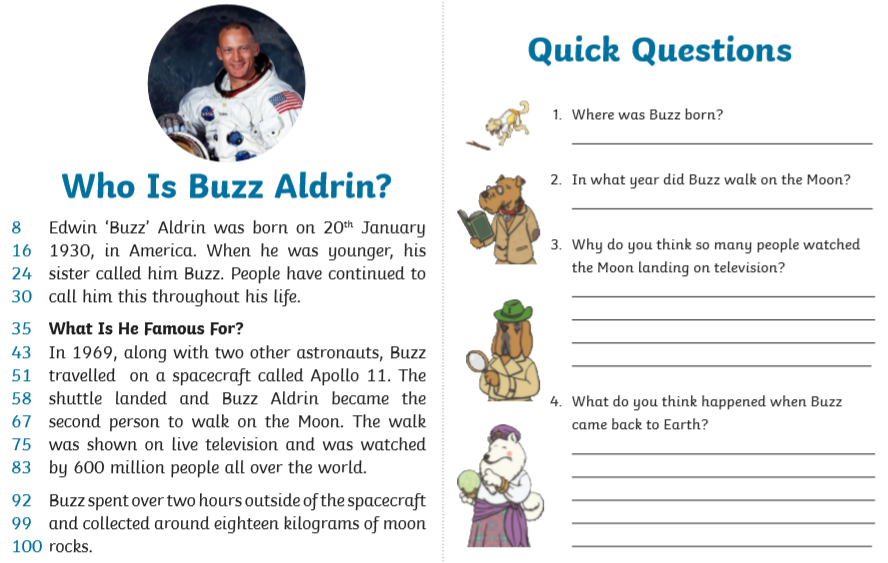 Who Is Buzz Aldrin?
8 Edwin ‘Buzz’ Aldrin was born on 20th January
16 1930, in America. When he was younger, his
24 sister called him Buzz. People have continued to
30 call him this throughout his life.
35 What Is He Famous For?
43 In 1969, along with two other astronauts, Buzz
51 travelled on a spacecraft called Apollo 11. The
58 shuttle landed and Buzz Aldrin became the
67 second person to walk on the Moon. The walk
75 was shown on live television and was watched
83 by 600 million people all over the world.
92 Buzz spent over two hours outside of the spacecraft
99 and collected around eighteen kilograms of moon
100 rocks.
Quick Questions
1. Where was Buzz born?
2. In what year did Buzz walk on the Moon?
3. Why do you think so many people watched
the Moon landing on television?
4. What do you think happened when Buzz
came back to Earth?